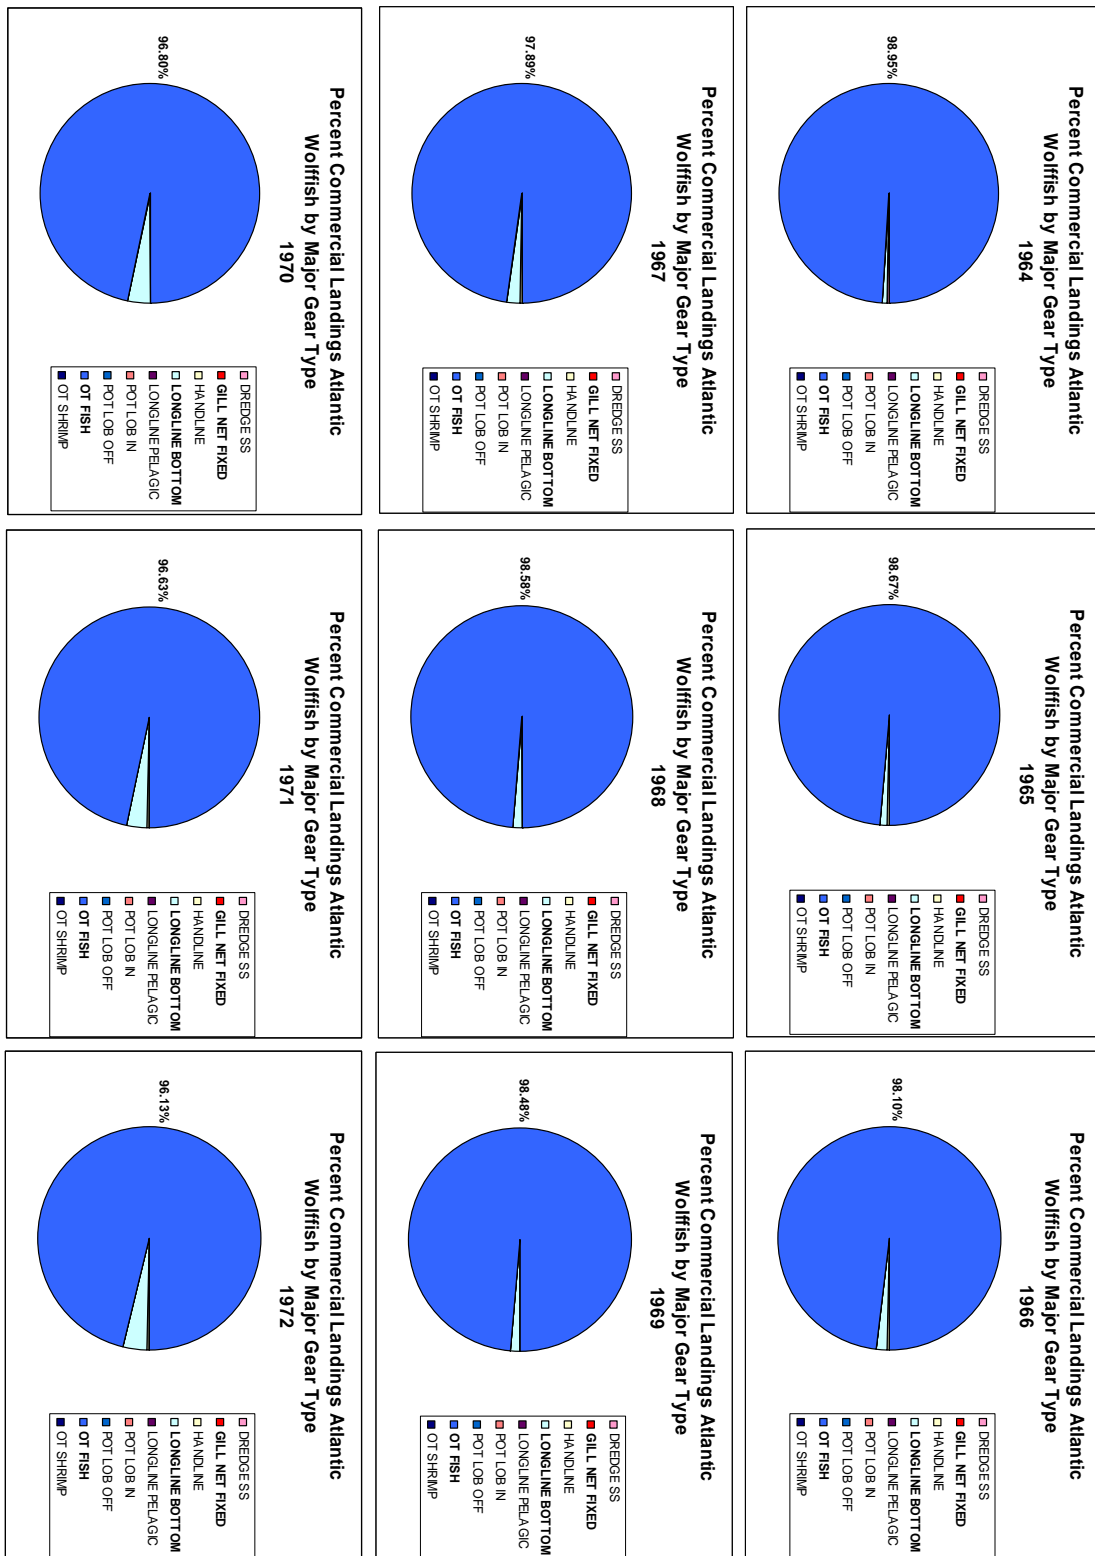 Percent Commercial Landings Atlantic
Wolffish by Major Gear Type
1964
98.95%
DREDGE SS
GILL NET FIXED
HANDLINE
LONGLINE BOTTOM
LONGLINE PELAGIC
POT LOB IN
POT LOB OFF
OT FISH
OT SHRIMP
Percent Commercial Landings Atlantic
Wolffish by Major Gear Type
1965
98.67%
DREDGE SS
GILL NET FIXED
HANDLINE
LONGLINE BOTTOM
LONGLINE PELAGIC
POT LOB IN
POT LOB OFF
OT FISH
OT SHRIMP
Percent Commercial Landings Atlantic
Wolffish by Major Gear Type
1966
98.10%
DREDGE SS
GILL NET FIXED
HANDLINE
LONGLINE BOTTOM
LONGLINE PELAGIC
POT LOB IN
POT LOB OFF
OT FISH
OT SHRIMP
Percent Commercial Landings Atlantic
Wolffish by Major Gear Type
1967
97.89%
DREDGE SS
GILL NET FIXED
HANDLINE
LONGLINE BOTTOM
LONGLINE PELAGIC
POT LOB IN
POT LOB OFF
OT FISH
OT SHRIMP
Percent Commercial Landings Atlantic
Wolffish by Major Gear Type
1968
98.58%
DREDGE SS
GILL NET FIXED
HANDLINE
LONGLINE BOTTOM
LONGLINE PELAGIC
POT LOB IN
POT LOB OFF
OT FISH
OT SHRIMP
Percent Commercial Landings Atlantic
Wolffish by Major Gear Type
1969
98.48%
DREDGE SS
GILL NET FIXED
HANDLINE
LONGLINE BOTTOM
LONGLINE PELAGIC
POT LOB IN
POT LOB OFF
OT FISH
OT SHRIMP
Percent Commercial Landings Atlantic
Wolffish by Major Gear Type
1970
96.80%
DREDGE SS
GILL NET FIXED
HANDLINE
LONGLINE BOTTOM
LONGLINE PELAGIC
POT LOB IN
POT LOB OFF
OT FISH
OT SHRIMP
Percent Commercial Landings Atlantic
Wolffish by Major Gear Type
1971
96.63%
DREDGE SS
GILL NET FIXED
HANDLINE
LONGLINE BOTTOM
LONGLINE PELAGIC
POT LOB IN
POT LOB OFF
OT FISH
OT SHRIMP
Percent Commercial Landings Atlantic
Wolffish by Major Gear Type
1972
96.13%
DREDGE SS
GILL NET FIXED
HANDLINE
LONGLINE BOTTOM
LONGLINE PELAGIC
POT LOB IN
POT LOB OFF
OT FISH
OT SHRIMP